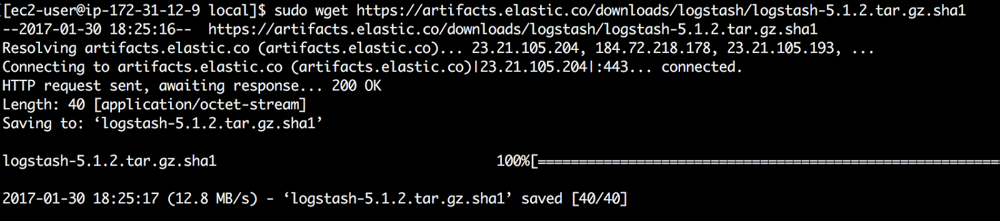 [ec2-user@ip-172-31-12-9 local]$ sudo wget https://artifacts.elastic.co/downloads/logstash/logstash-5.1.2.tar.gz.sha1
--2017-01-30 18:25:16--  https://artifacts.elastic.co/downloads/logstash/logstash-5.1.2.tar.gz.sha1
Resolving artifacts.elastic.co (artifacts.elastic.co)... 23.21.105.204, 184.72.218.178, 23.21.105.193, ...
Connecting to artifacts.elastic.co (artifacts.elastic.co)|23.21.105.204|:443... connected.
HTTP request sent, awaiting response... 200 OK
Length: 40 [application/octet-stream]
Saving to: ‘logstash-5.1.2.tar.gz.sha1’
logstash-5.1.2.tar.gz.sha1 100%[========================================================
2017-01-30 18:25:17 (12.8 MB/s) - ‘logstash-5.1.2.tar.gz.sha1’ saved [40/40]